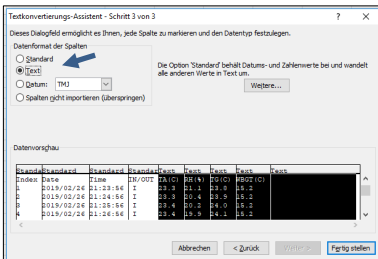 Textkonvertierungs-Assistent - Schritt 3 von 3 ? ×
Dieses Dialogfeld ermöglicht es Ihnen, jede Spalte zu markieren und den Datentyp festzulegen.
Datenformat der Spalten
Standard
Text
Datum: TMJ
Spalten nicht importieren (überspringen)
Die Option 'Standard' behält Datums- und Zahlenwerte bei und wandelt
alle anderen Werte in Text um.
Weitere...
Datenvorschau
Standa Standard Standard Standar Text Text Text Text Text
Index Date Time IN/OUT TA(C) RH(%) TG(C) WBGT(C)
1 2019/02/26 21:23:56 I 23.3 21.1 23.8 15.2
2 2019/02/26 21:24:56 I 23.3 20.4 23.9 15.2
3 2019/02/26 21:25:56 I 23.4 20.2 24.0 15.2
4 2019/02/26 21:26:56 I 23.4 19.9 24.1 15.2
Abbrechen < Zurück Weiter > Fertig stellen